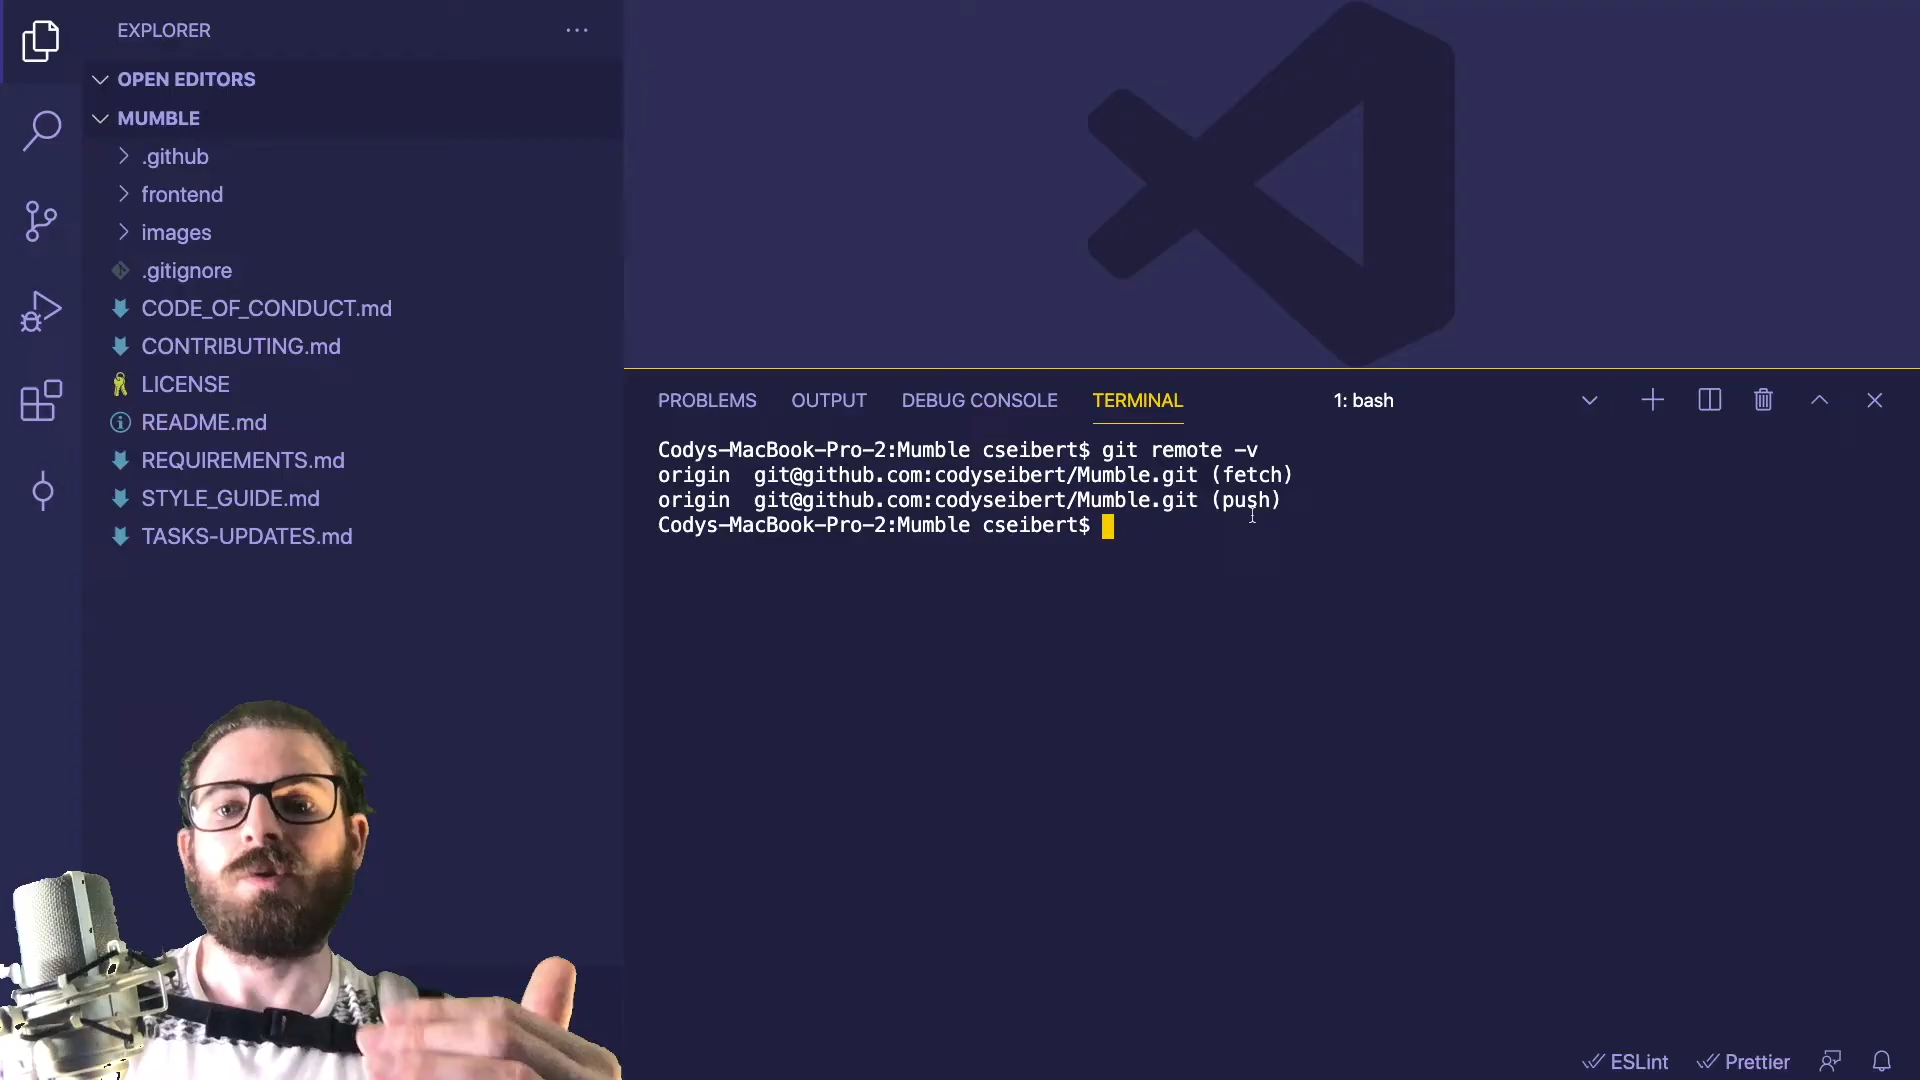 EXPLORER
OPEN EDITORS
MUMBLE
.github
frontend
images
.gitignore
CODE_OF_CONDUCT.md
CONTRIBUTING.md
LICENSE
README.md
REQUIREMENTS.md
STYLE_GUIDE.md
TASKS-UPDATES.md
PROBLEMS OUTPUT DEBUG CONSOLE TERMINAL 1: bash
Codys-MacBook-Pro-2:Mumble cseibert$ git remote -v
origin git@github.com:codyseibert/Mumble.git (fetch)
origin git@github.com:codyseibert/Mumble.git (push)
Codys-MacBook-Pro-2:Mumble cseibert$
ESLint Prettier